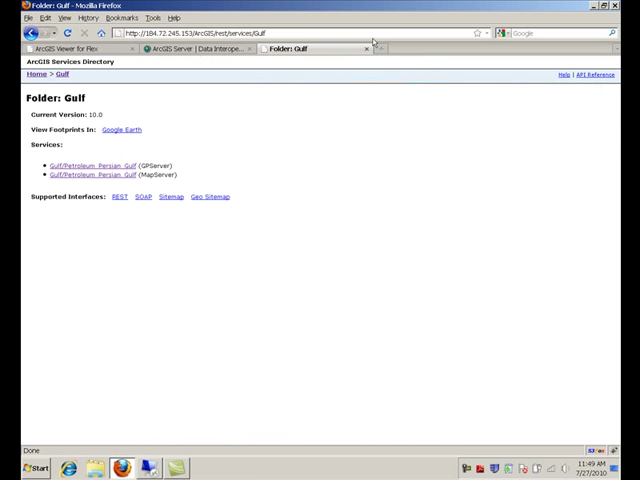 Folder: Gulf - Mozilla Firefox
File Edit View History Bookmarks Tools Help
http://184.72.245.153/ArcGIS/rest/services/Gulf
Google
ArcGIS Viewer for Flex
ArcGIS Server | Data Interope...
Folder: Gulf
ArcGIS Services Directory
Home > Gulf
Help | API Reference
Folder: Gulf
Current Version: 10.0
View Footprints In: Google Earth
Services:
Gulf/Petroleum_Persian_Gulf (GPServer)
Gulf/Petroleum_Persian_Gulf (MapServer)
Supported Interfaces: REST SOAP Sitemap Geo Sitemap
Done
Start
11:49 AM
7/27/2010